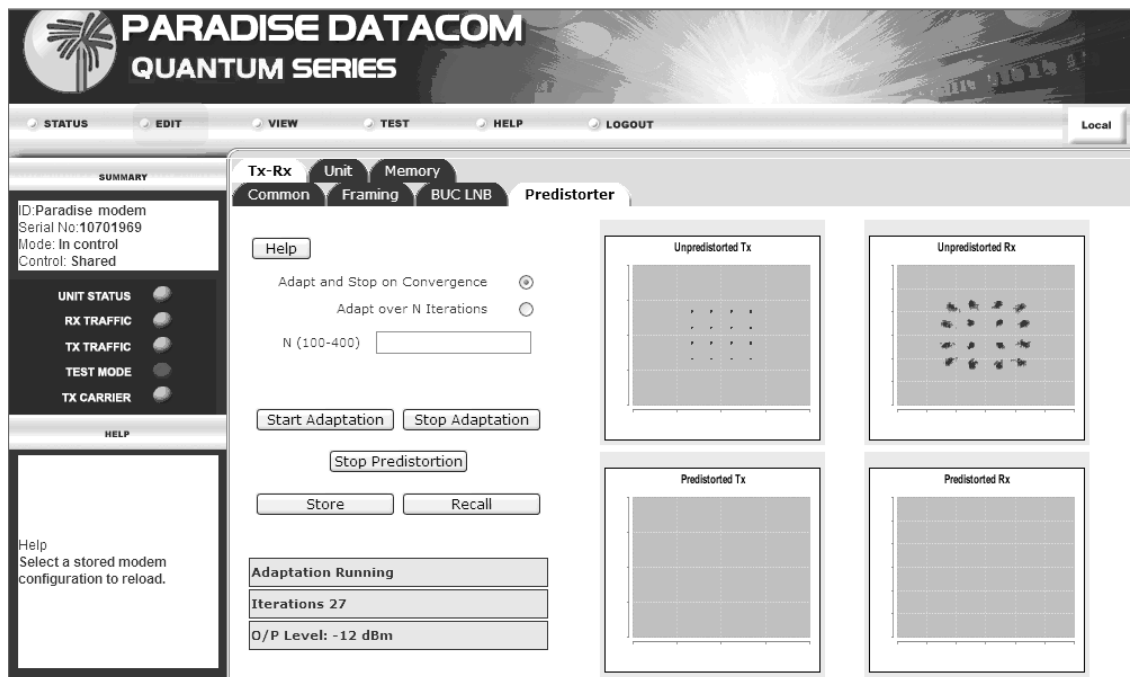 PARADISE DATACOM
QUANTUM SERIES
STATUS EDIT VIEW TEST HELP LOGOUT Local
SUMMARY
ID:Paradise modem
Serial No:10701969
Mode: In control
Control: Shared
UNIT STATUS
RX TRAFFIC
TX TRAFFIC
TEST MODE
TX CARRIER
HELP
Help
Select a stored modem
configuration to reload.
Tx-Rx Unit Memory
Common Framing BUC LNB Predistorter
Help
Adapt and Stop on Convergence
Adapt over N Iterations
N (100-400)
Start Adaptation Stop Adaptation
Stop Predistortion
Store Recall
Adaptation Running
Iterations 27
O/P Level: -12 dBm
Unpredistorted Tx
Unpredistorted Rx
Predistorted Tx
Predistorted Rx